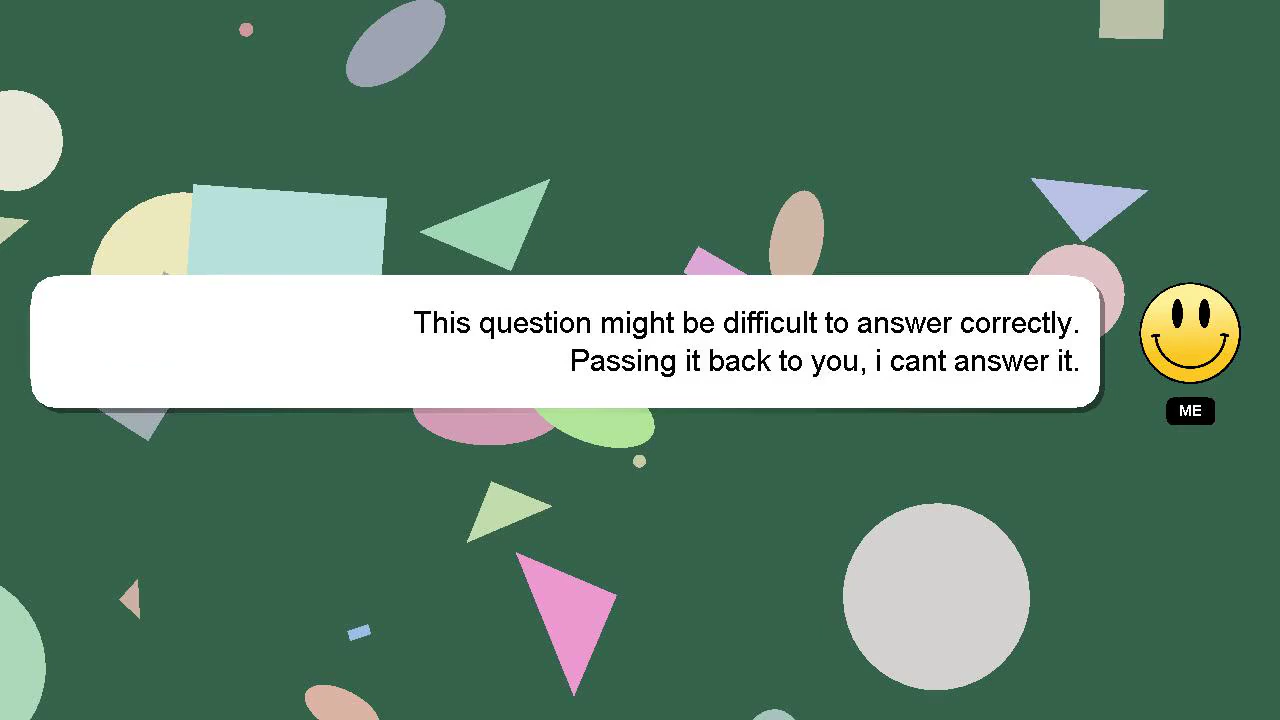 This question might be difficult to answer correctly.
Passing it back to you, i cant answer it.
ME